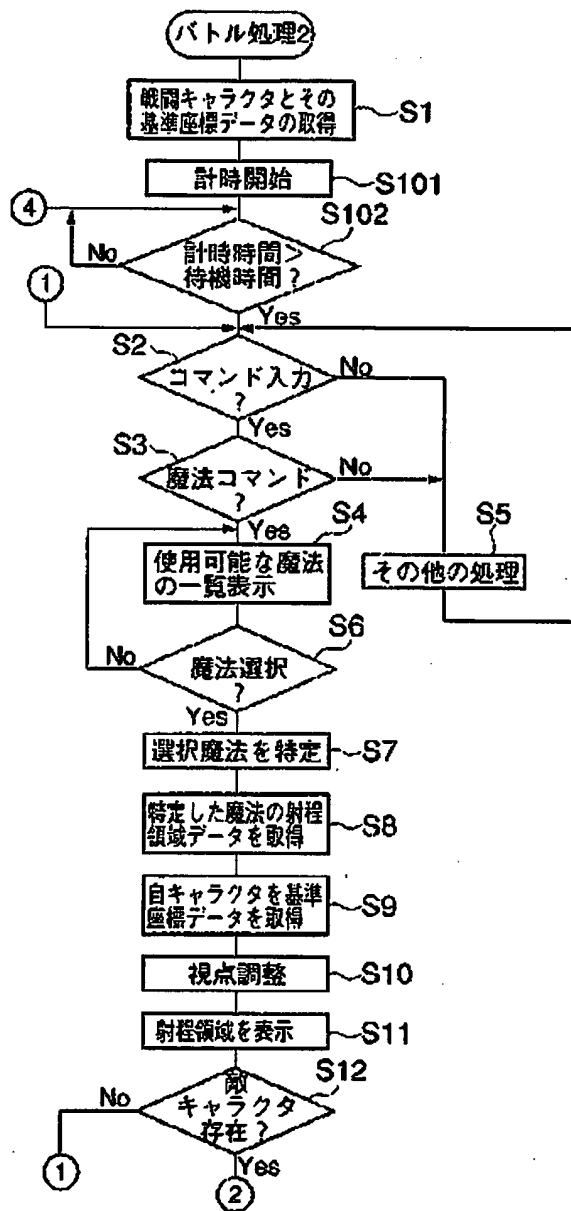 バトル処理2
戦闘キャラクタとその
基準座標データの取得
S1
計時開始
S101
④
S102
No
計時時間>
待機時間?
①
Yes
S2
コマンド入力
?
No
Yes
S3
魔法コマンド
?
No
Yes
S4
使用可能な魔法
の一覧表示
S5
その他の処理
S6
No
魔法選択
?
Yes
選択魔法を特定
S7
特定した魔法の射程
領域データを取得
S8
自キャラクタを基準
座標データを取得
S9
視点調整
S10
射程領域を表示
S11
S12
No
敵
キャラクタ
存在?
①
Yes
②